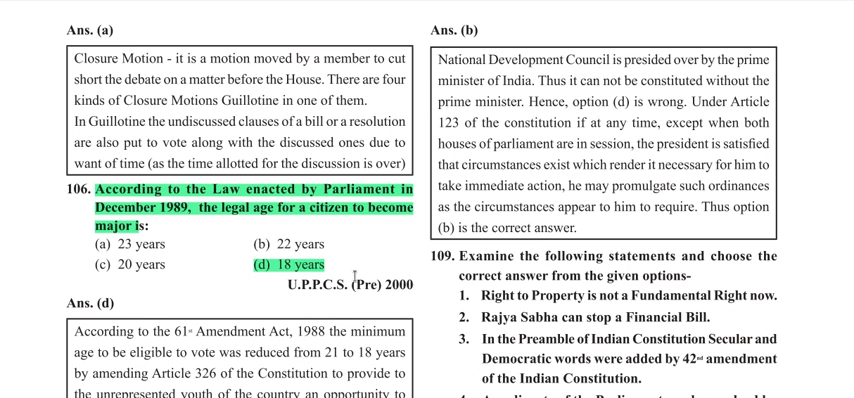 Ans. (a)
Closure Motion - it is a motion moved by a member to cut
short the debate on a matter before the House. There are four
kinds of Closure Motions Guillotine in one of them.
In Guillotine the undiscussed clauses of a bill or a resolution
are also put to vote along with the discussed ones due to
want of time (as the time allotted for the discussion is over)
106. According to the Law enacted by Parliament in
December 1989, the legal age for a citizen to become
major is:
(a) 23 years (b) 22 years
(c) 20 years (d) 18 years
U.P.P.C.S. (Pre) 2000
Ans. (d)
According to the 61st Amendment Act, 1988 the minimum
age to be eligible to vote was reduced from 21 to 18 years
by amending Article 326 of the Constitution to provide to
the unrepresented youth of the country an opportunity to
Ans. (b)
National Development Council is presided over by the prime
minister of India. Thus it can not be constituted without the
prime minister. Hence, option (d) is wrong. Under Article
123 of the constitution if at any time, except when both
houses of parliament are in session, the president is satisfied
that circumstances exist which render it necessary for him to
take immediate action, he may promulgate such ordinances
as the circumstances appear to him to require. Thus option
(b) is the correct answer.
109. Examine the following statements and choose the
correct answer from the given options-
1. Right to Property is not a Fundamental Right now.
2. Rajya Sabha can stop a Financial Bill.
3. In the Preamble of Indian Constitution Secular and
Democratic words were added by 42nd amendment
of the Indian Constitution.